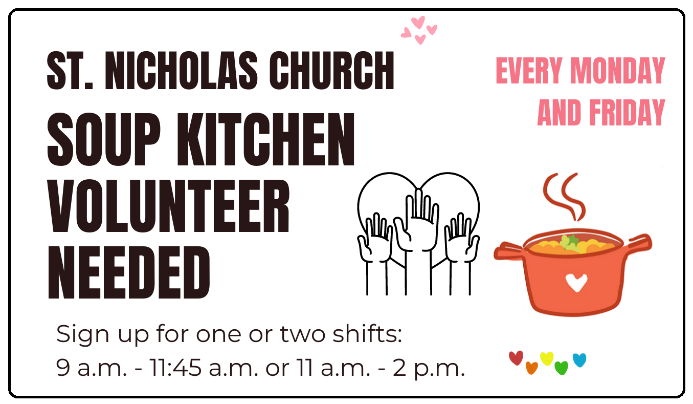 ST. NICHOLAS CHURCH
EVERY MONDAY
AND FRIDAY
SOUP KITCHEN
VOLUNTEER
NEEDED
Sign up for one or two shifts:
9 a.m. - 11:45 a.m. or 11 a.m. - 2 p.m.